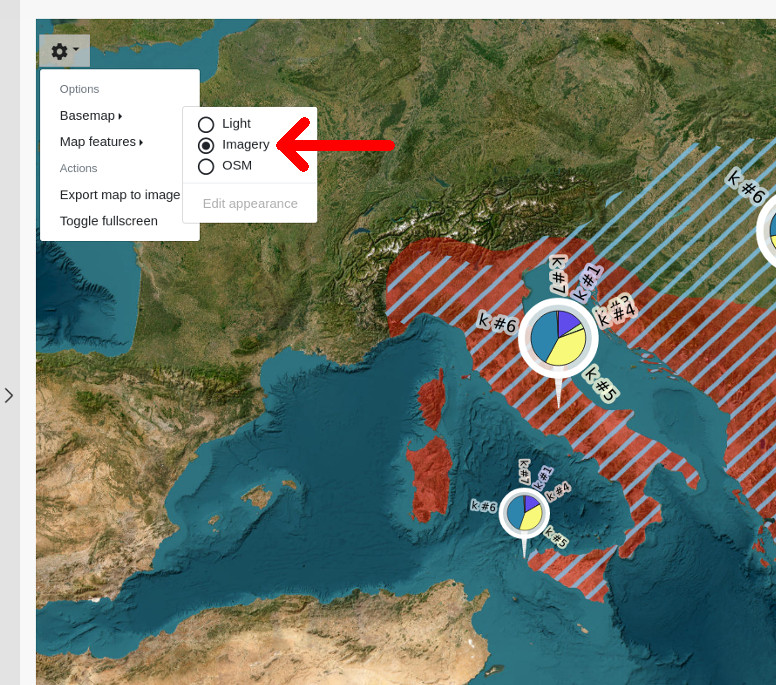 Options
Basemap
Map features
Actions
Export map to image
Toggle fullscreen
Light
Imagery
OSM
Edit appearance
k #6
k #7
k #1
k #4
k #6
k #5
k #7
k #1
k #4
k #6
k #5